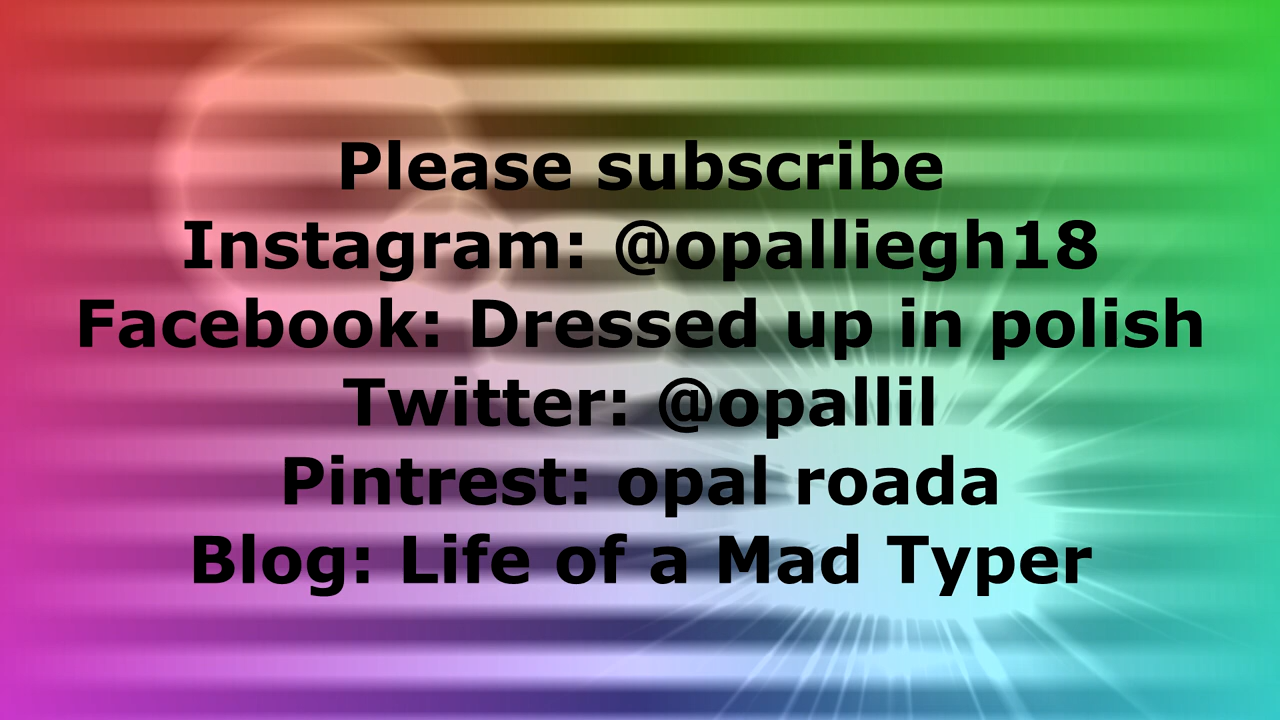 Please subscribe
Instagram: @opalliegh18
Facebook: Dressed up in polish
Twitter: @opallil
Pintrest: opal roada
Blog: Life of a Mad Typer